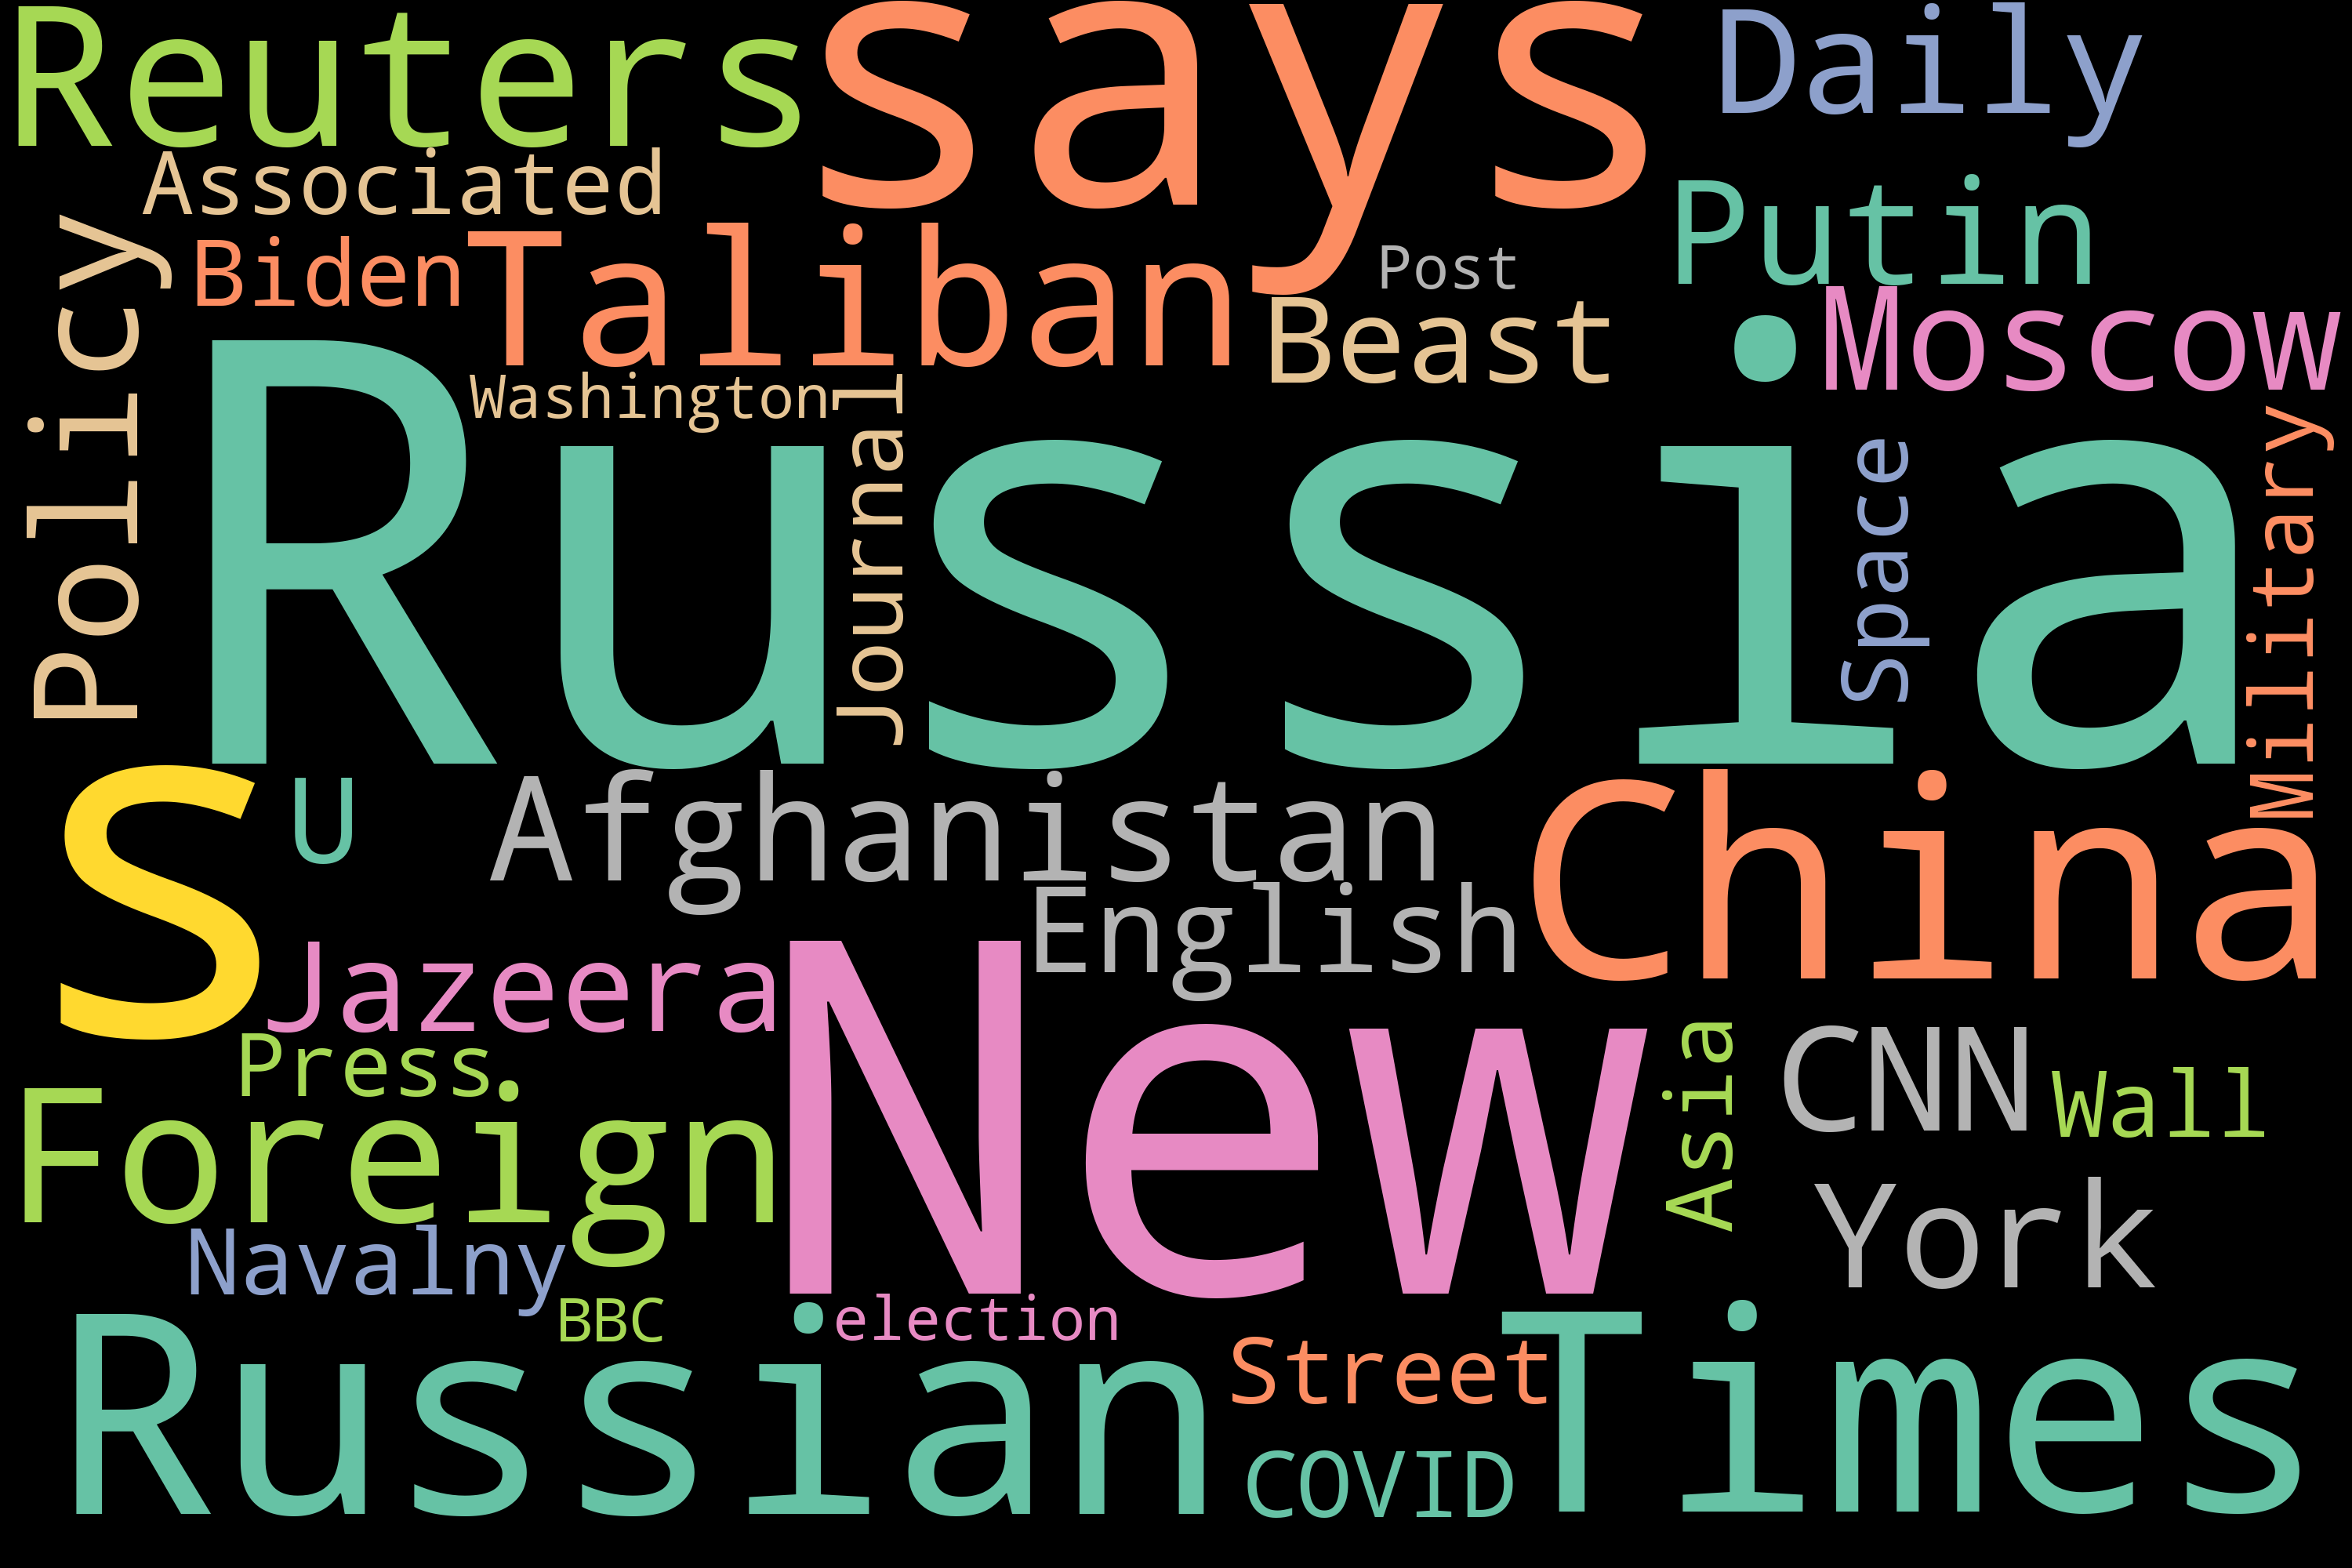 Reuters
says
Daily
Associated
Putin
Policy
Biden
Taliban
Post
Beast
Moscow
Washington
Journal
Russia
Space
Military
S
U
Afghanistan
China
English
Jazeera
New
Press
Asia
CNN
Wall
Foreign
York
Navalny
BBC
election
Russian
Street
Times
COVID